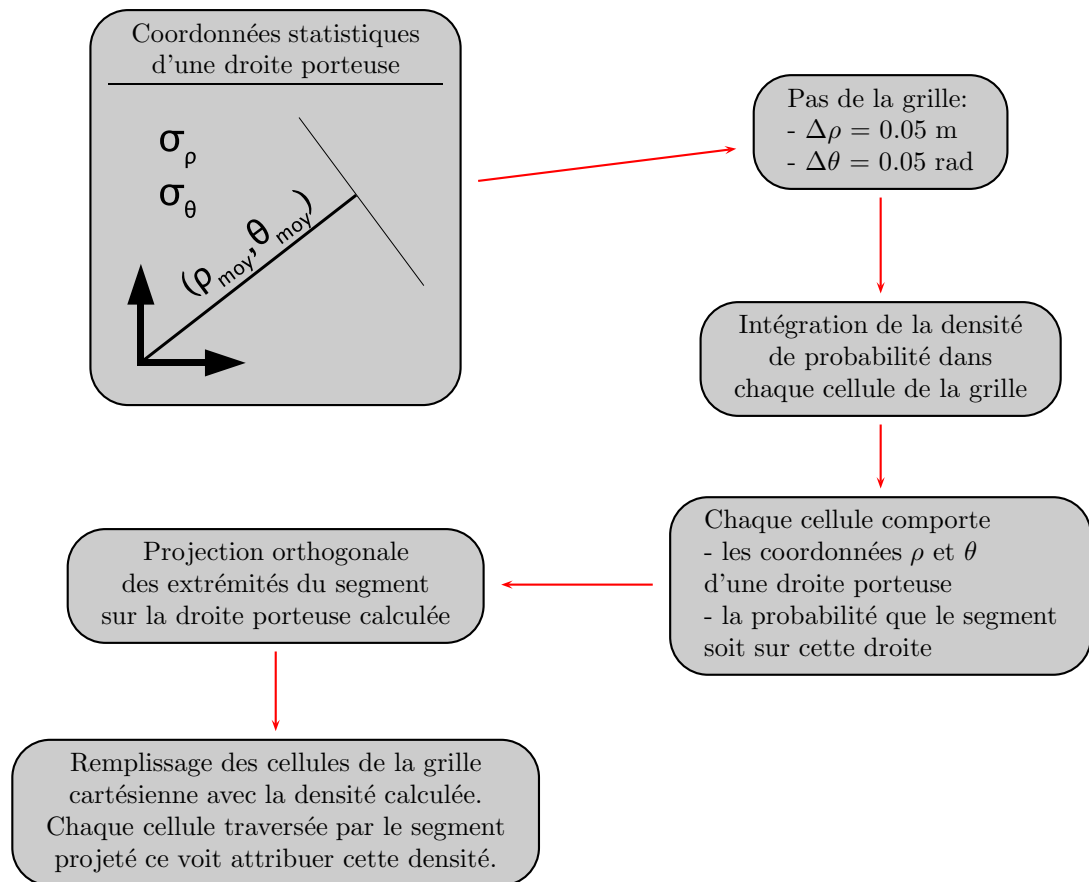 Coordonnées statistiques
d'une droite porteuse
σρ
σθ
(ρmoy,θmoy)
Pas de la grille:
- Δρ = 0.05 m
- Δθ = 0.05 rad
Intégration de la densité
de probabilité dans
chaque cellule de la grille
Chaque cellule comporte
- les coordonnées ρ et θ
d'une droite porteuse
- la probabilité que le segment
soit sur cette droite
Projection orthogonale
des extrémités du segment
sur la droite porteuse calculée
Remplissage des cellules de la grille
cartésienne avec la densité calculée.
Chaque cellule traversée par le segment
projeté ce voit attribuer cette densité.